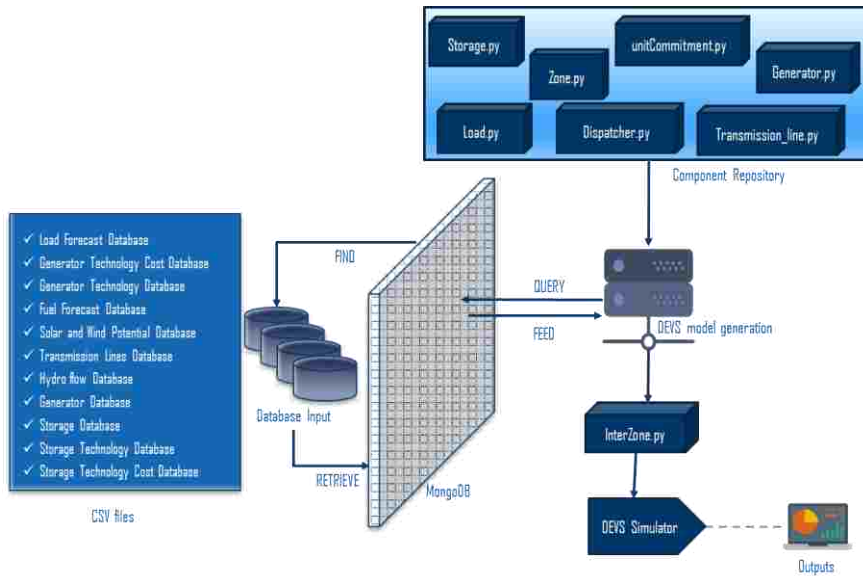 Storage.py
unitCommitment.py
Zone.py
Generator.py
Load.py
Dispatcher.py
Transmission_line.py
Component Repository
✓ Load Forecast Database
✓ Generator Technology Cost Database
✓ Generator Technology Database
✓ Fuel Forecast Database
✓ Solar and Wind Potential Database
✓ Transmission Lines Database
✓ Hydro flow Database
✓ Generator Database
✓ Storage Database
✓ Storage Technology Database
✓ Storage Technology Cost Database
CSV files
FIND
Database Input
RETRIEVE
MongoDB
QUERY
FEED
DEVS model generation
InterZone.py
DEVS Simulator
Outputs